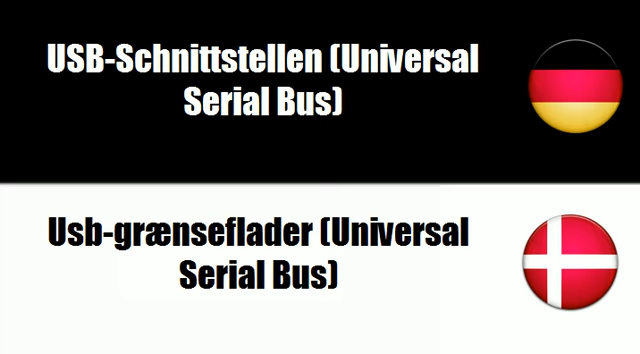 USB-Schnittstellen (Universal
Serial Bus)
Usb-grænseflader (Universal
Serial Bus)